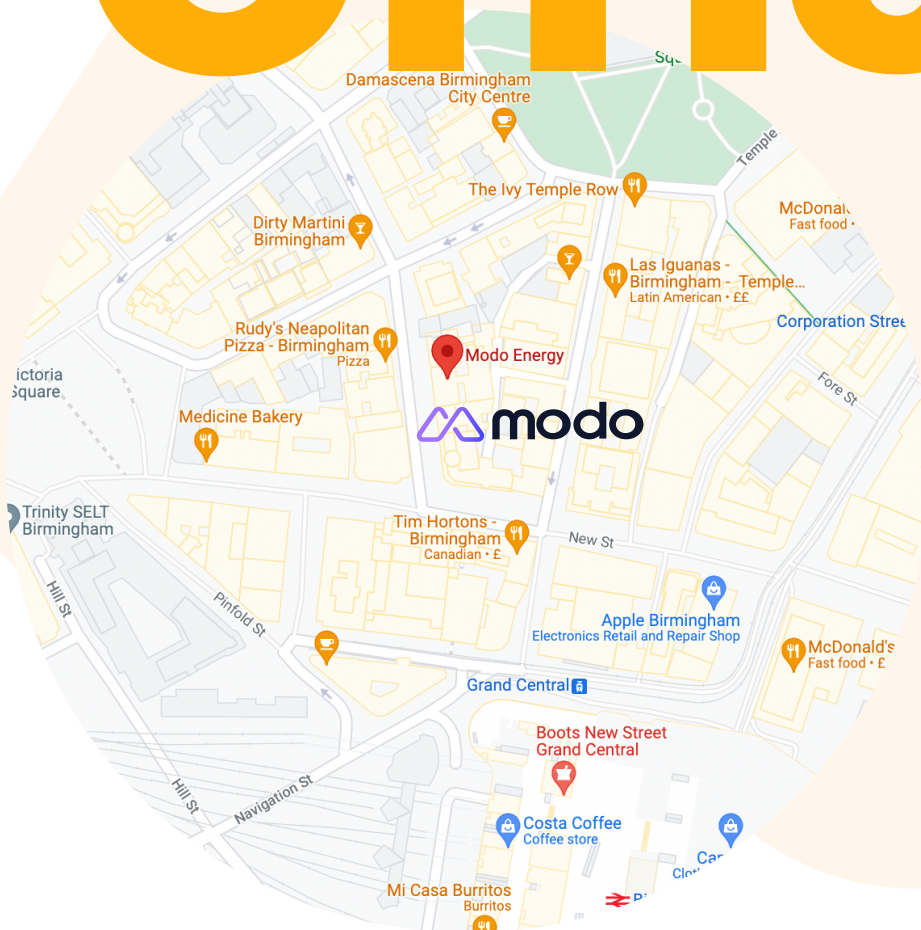 Damascena Birmingham
City Centre
Temple
The Ivy Temple Row
Fast food ·
Dirty Martini
Birmingham
Las Iguanas -
Birmingham - Temple...
Latin American • ££
Corporation
Rudy's Neapolitan
Pizza - Birmingham
Pizza
Modo Energy
Square
Fore St
modo
Medicine Bakery
Trinity SELT
Birmingham
Tim Hortons -
Birmingham
Canadian • £
New St
Hill St
Pinfold St
Apple Birmingham
Electronics Retail and Repair Shop
McDonald's
Fast food • £
Grand Central
Boots New Street
Grand Central
Hill St
Navigation St
Costa Coffee
Coffee store
Mi Casa Burritos
Burritos